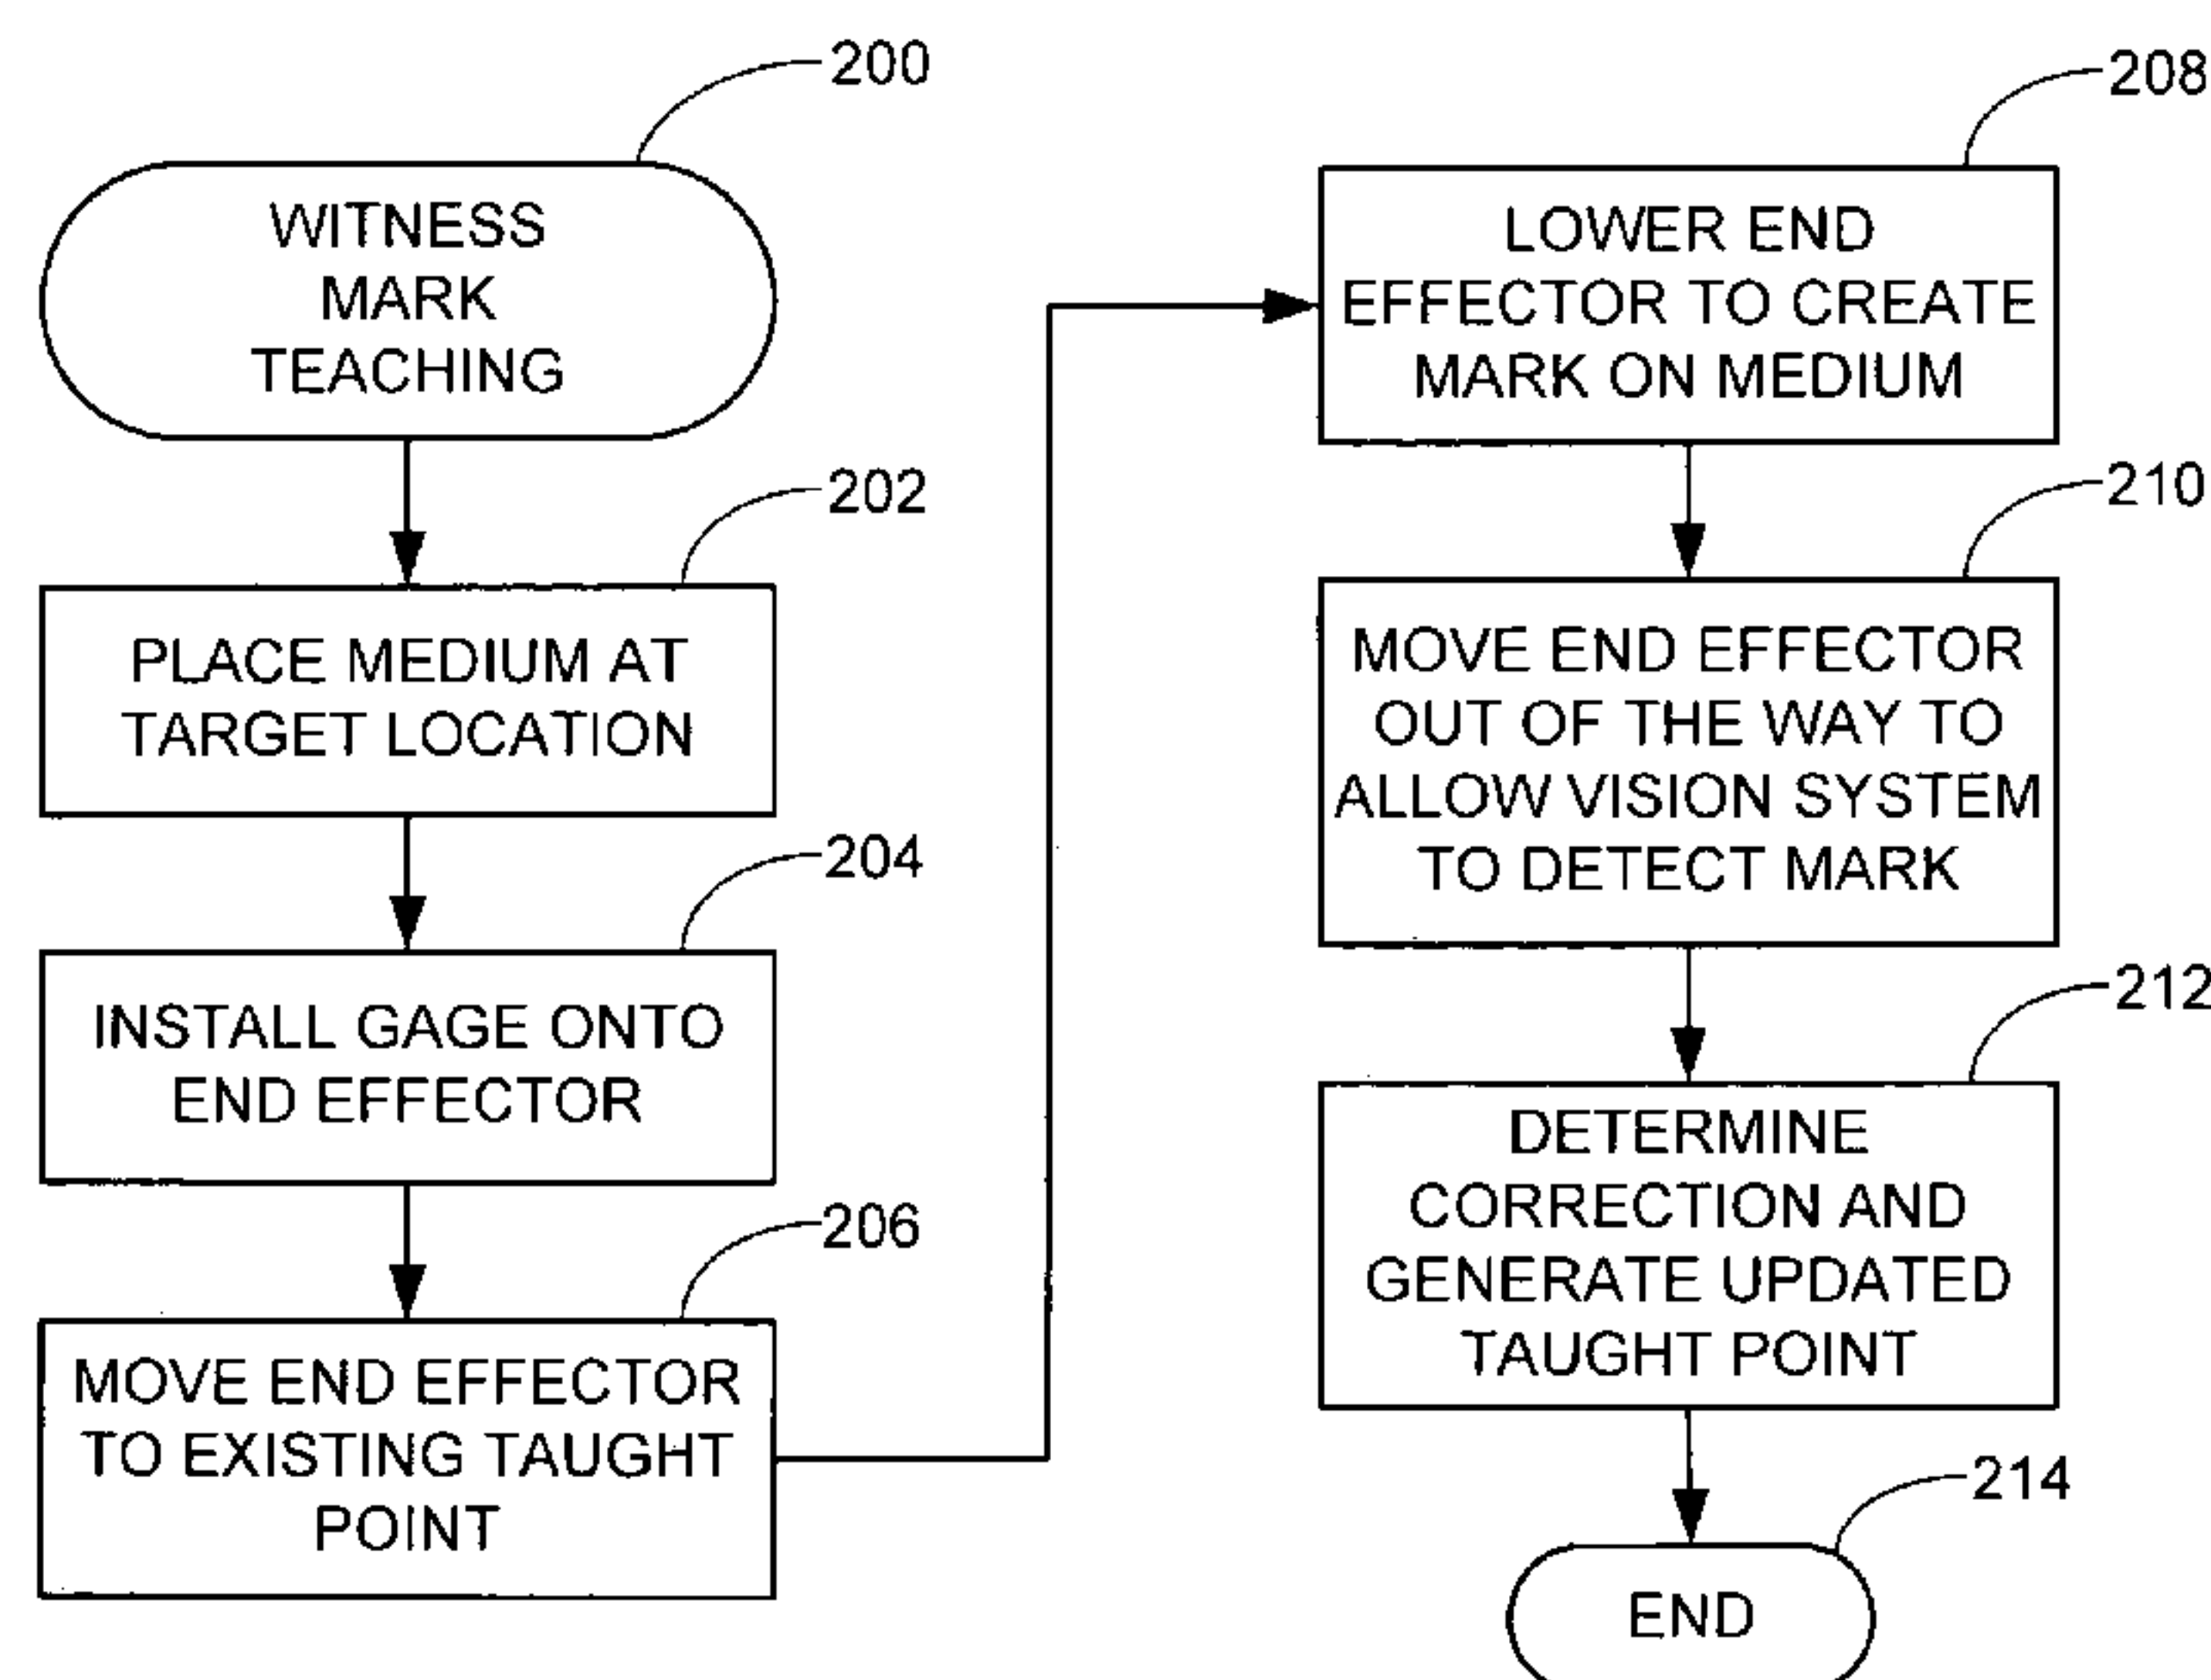 200
WITNESS
MARK
TEACHING
202
PLACE MEDIUM AT
TARGET LOCATION
204
INSTALL GAGE ONTO
END EFFECTOR
206
MOVE END EFFECTOR
TO EXISTING TAUGHT
POINT
208
LOWER END
EFFECTOR TO CREATE
MARK ON MEDIUM
210
MOVE END EFFECTOR
OUT OF THE WAY TO
ALLOW VISION SYSTEM
TO DETECT MARK
212
DETERMINE
CORRECTION AND
GENERATE UPDATED
TAUGHT POINT
214
END